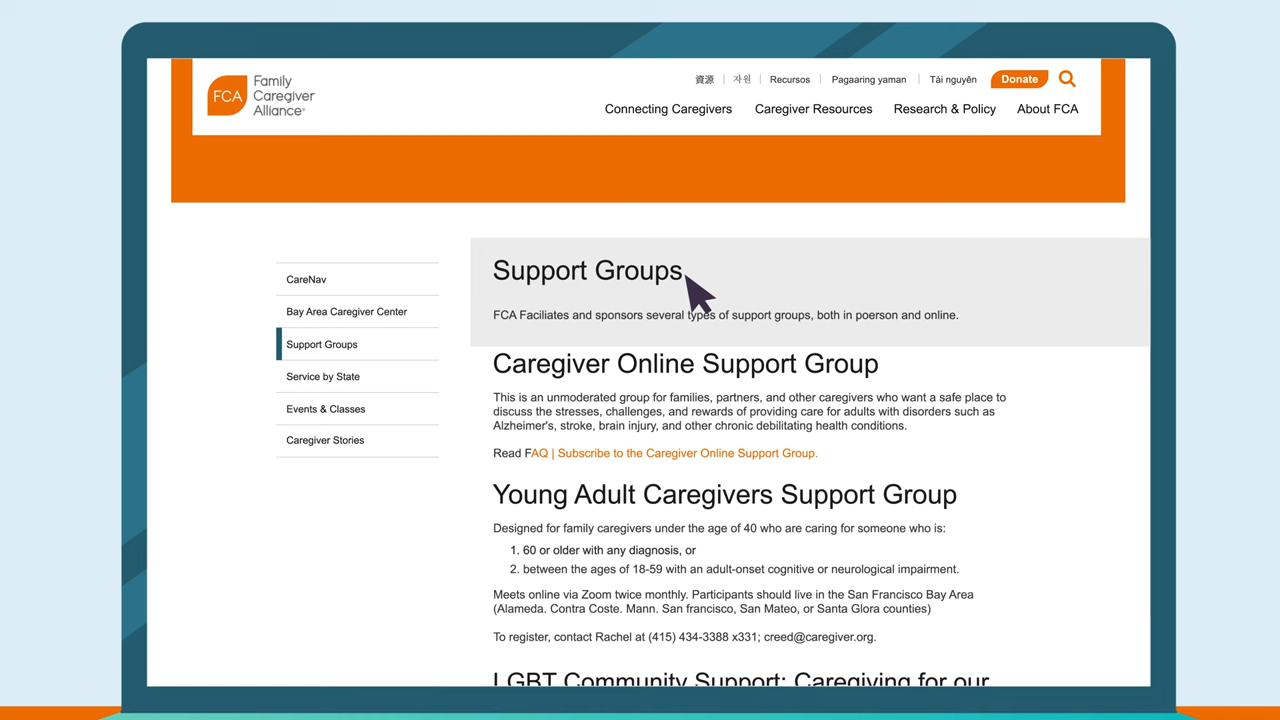 FCA
Family
Caregiver
Alliance®
資源
자원
Recursos
Pagaaring yaman
Tài nguyên
Donate
Connecting Caregivers
Caregiver Resources
Research & Policy
About FCA
CareNav
Bay Area Caregiver Center
Support Groups
Service by State
Events & Classes
Caregiver Stories
Support Groups
FCA Faciliates and sponsors several types of support groups, both in poerson and online.
Caregiver Online Support Group
This is an unmoderated group for families, partners, and other caregivers who want a safe place to
discuss the stresses, challenges, and rewards of providing care for adults with disorders such as
Alzheimer's, stroke, brain injury, and other chronic debilitating health conditions.
Read FAQ | Subscribe to the Caregiver Online Support Group.
Young Adult Caregivers Support Group
Designed for family caregivers under the age of 40 who are caring for someone who is:
1. 60 or older with any diagnosis, or
2. between the ages of 18-59 with an adult-onset cognitive or neurological impairment.
Meets online via Zoom twice monthly. Participants should live in the San Francisco Bay Area
(Alameda. Contra Coste. Mann. San francisco, San Mateo, or Santa Glora counties)
To register, contact Rachel at (415) 434-3388 x331; creed@caregiver.org.
LGBT Community Support: Caregiving for our